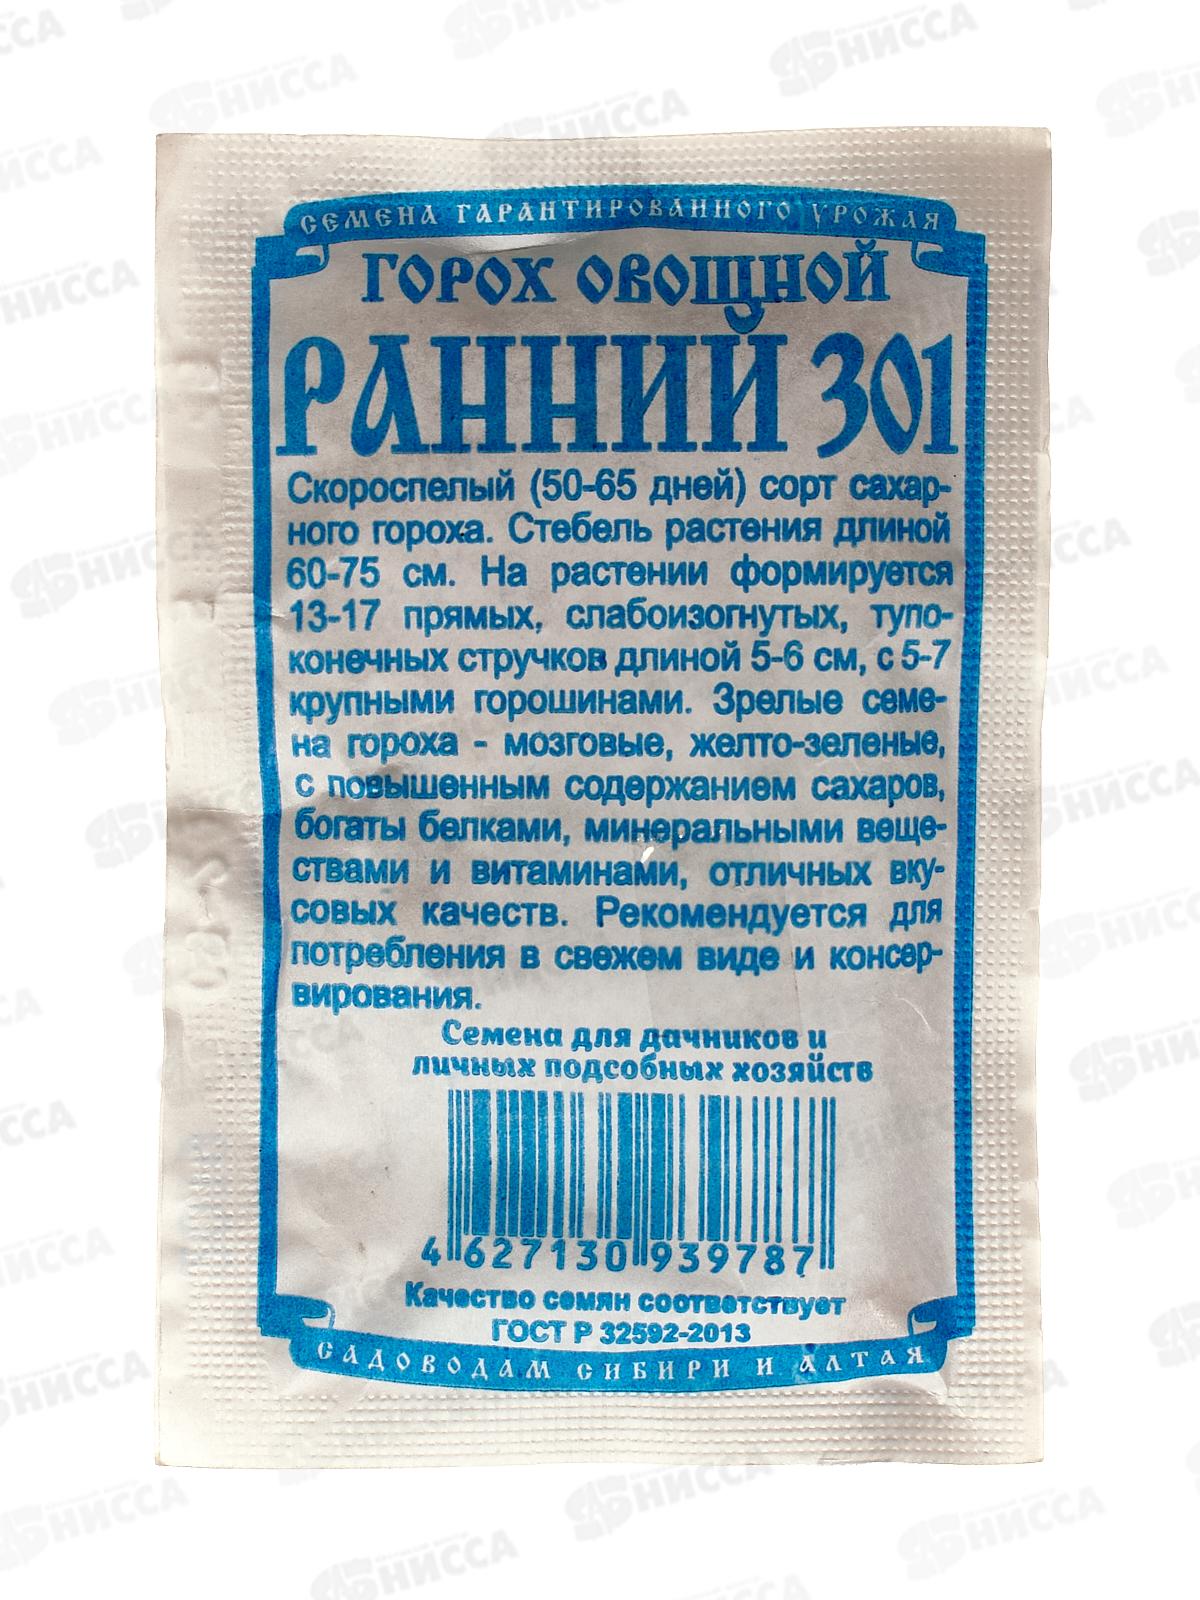 СЕМЕНА ГАРАНТИРОВАННОГО УРОЖАЯ
ГОРОХ ОВОЩНОЙ
РАННИЙ 301
Скороспелый (50-65 дней) сорт сахар-
ного гороха. Стебель растения длиной
60-75 см. На растении формируется
13-17 прямых, слабоизогнутых, тупо-
конечных стручков длиной 5-6 см, с 5-7
крупными горошинами. Зрелые семе-
на гороха - мозговые, желто-зеленые,
с повышенным содержанием сахаров,
богаты белками, минеральными веще-
ствами и витаминами, отличных вку-
совых качеств. Рекомендуется для
потребления в свежем виде и консер-
вирования.
Семена для дачников и
личных подсобных хозяйств
4 627130 939787
Качество семян соответствует
ГОСТ Р 32592-2013
САДОВОДАМ СИБИРИ И АЛТАЯ